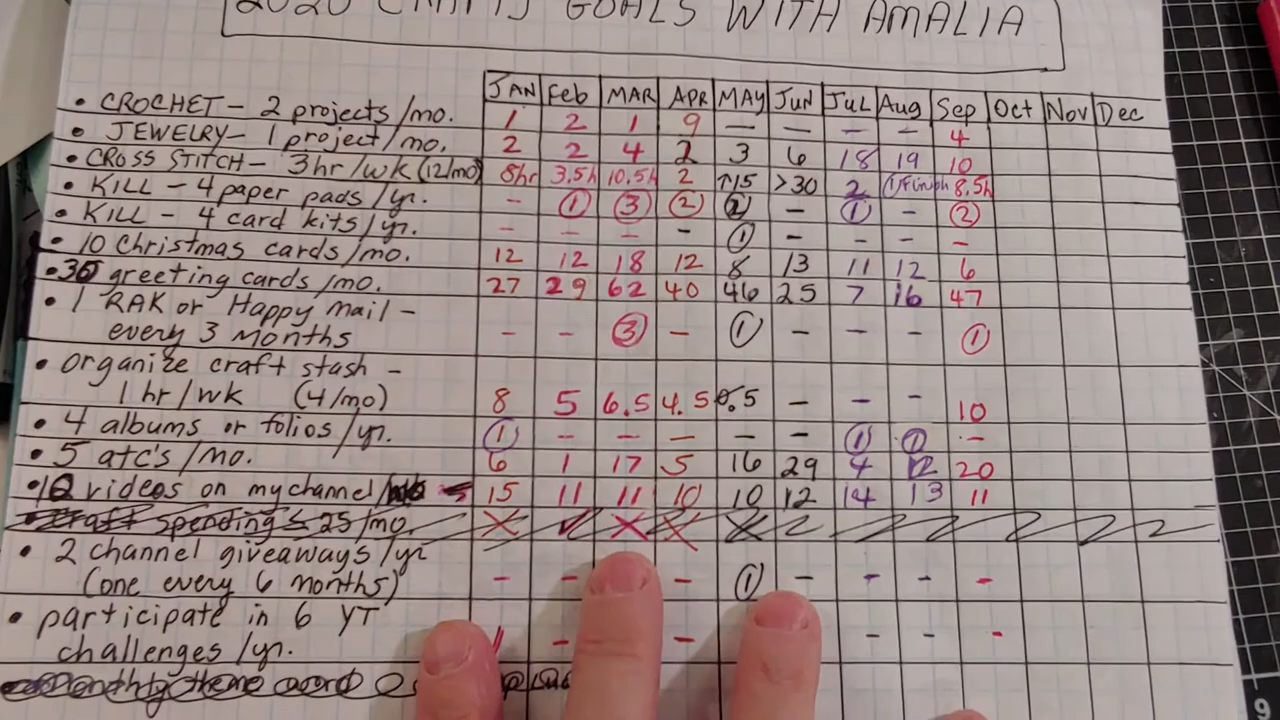 2020 CRAFTS GOALS WITH AMALIA
JAN Feb MAR APR MAY Jun Jul Aug Sep Oct Nov Dec
• CROCHET - 2 projects /mo. 1 2 1 9 — — — — 4
• JEWELRY - 1 project/mo. 2 2 4 2 3 6 18 19 10
• CROSS STITCH - 3hr/wk (12/mo) 8hr 3.5h 10.5h 2 ↑15 >30 2 ① Finish 8.5h
• KILL - 4 paper pads /yr. - ① ③ ② ② - ① - ②
• KILL - 4 card kits/yr. - - - - ① - - - -
• 10 Christmas cards /mo. 12 12 18 12 8 13 11 12 6
• 30 greeting cards /mo. 27 29 62 40 46 25 7 16 47
• 1 RAK or Happy Mail -
every 3 Months - - ③ - ① - - - ①
• organize craft stash -
1 hr/wk (4/mo) 8 5 6.5 4.5 .5 - - - 10
• 4 albums or folios /yr. ① - - - - - ① ① -
• 5 atc's /mo. 6 1 17 5 16 29 4 12 20
• 10 videos on my channel / 15 11 11 10 10 12 14 13 11
craft spending ≤ 25 /mo.
• 2 channel giveaways /yr
(one every 6 months) - - - ① - - - -
• participate in 6 YT
challenges /yr. - - - - -
9